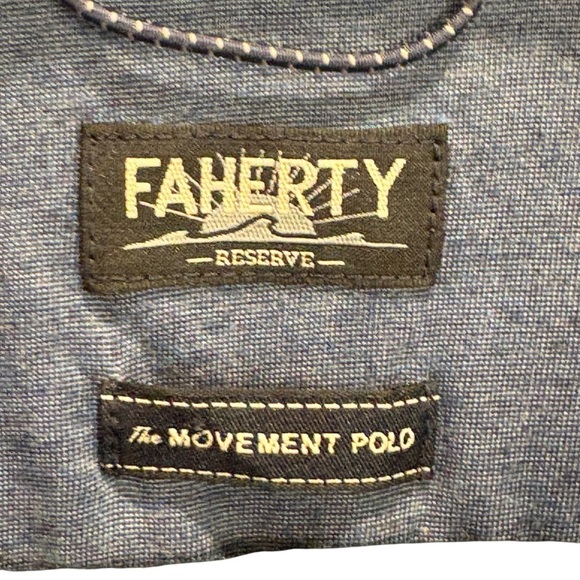 FAHERTY
—RESERVE—
The MOVEMENT POLO